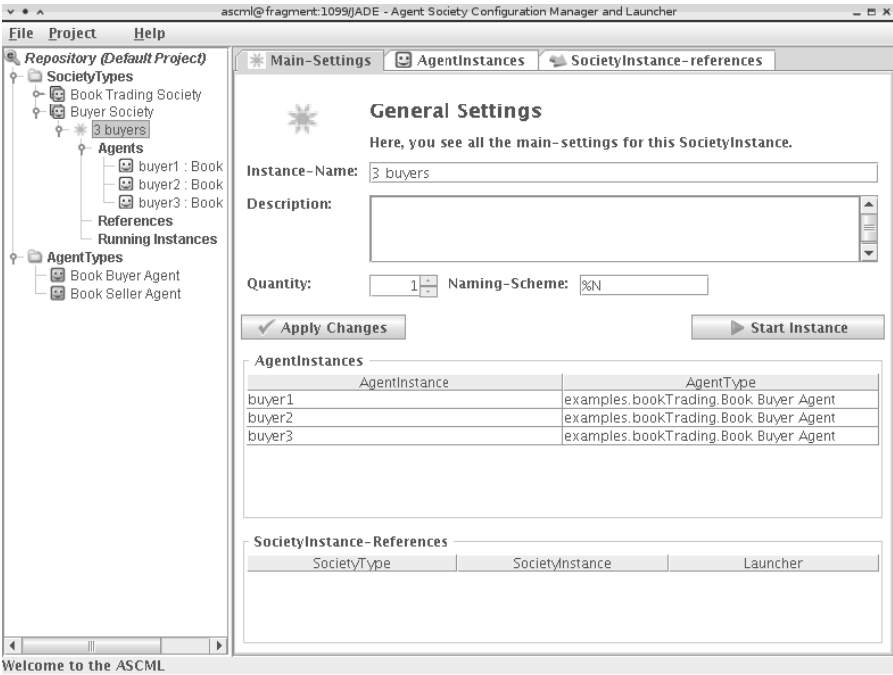 ascml@fragment:1099/JADE - Agent Society Configuration Manager and Launcher
File Project Help
Repository (Default Project)
SocietyTypes
Book Trading Society
Buyer Society
3 buyers
Agents
buyer1 : Book
buyer2 : Book
buyer3 : Book
References
Running Instances
AgentTypes
Book Buyer Agent
Book Seller Agent
Main-Settings AgentInstances SocietyInstance-references
General Settings
Here, you see all the main-settings for this SocietyInstance.
Instance-Name: 3 buyers
Description:
Quantity: 1 Naming-Scheme: %N
Apply Changes Start Instance
AgentInstances
AgentInstance AgentType
buyer1 examples.bookTrading.Book Buyer Agent
buyer2 examples.bookTrading.Book Buyer Agent
buyer3 examples.bookTrading.Book Buyer Agent
SocietyInstance-References
SocietyType SocietyInstance Launcher
Welcome to the ASCML